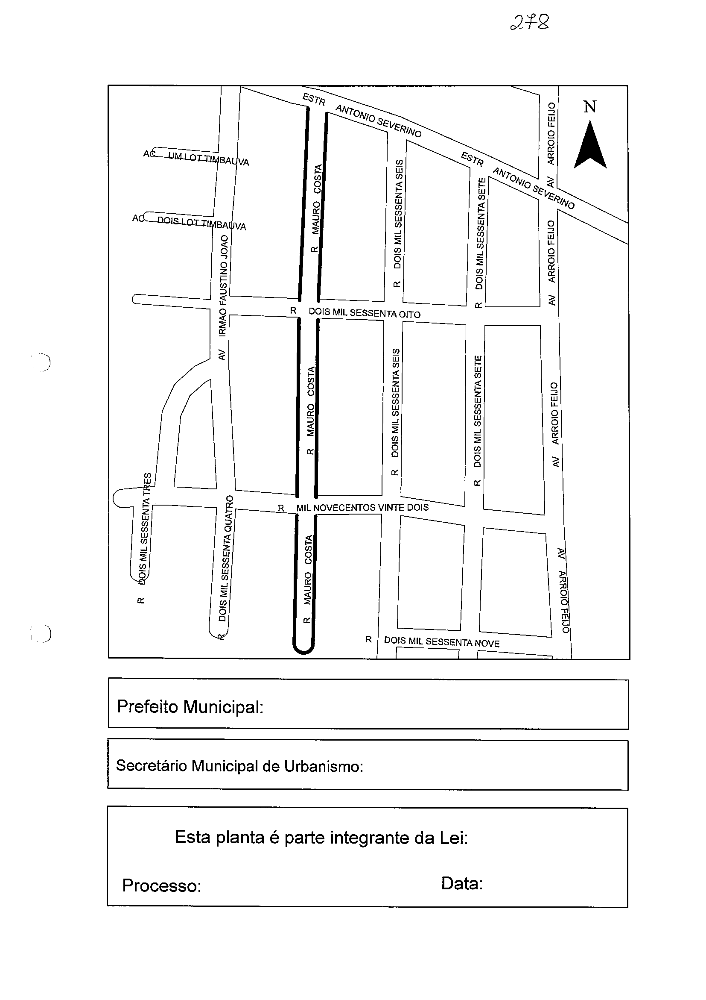 278
N
ESTR ANTONIO SEVERINO
ESTR ANTONIO SEVERINO
AV ARROIO FEIJO
AC UM LOT TIMBAUVA
AC DOIS LOT TIMBAUVA
AV IRMAO FAUSTINO JOAO
R MAURO COSTA
R DOIS MIL SESSENTA SEIS
R DOIS MIL SESSENTA SETE
AV ARROIO FEIJO
R DOIS MIL SESSENTA OITO
R MAURO COSTA
R DOIS MIL SESSENTA SEIS
R DOIS MIL SESSENTA SETE
AV ARROIO FEIJO
R MIL NOVECENTOS VINTE DOIS
R DOIS MIL SESSENTA TRES
R DOIS MIL SESSENTA QUATRO
R MAURO COSTA
AV ARROIO FEIJO
R DOIS MIL SESSENTA NOVE
Prefeito Municipal:
Secretário Municipal de Urbanismo:
Esta planta é parte integrante da Lei:
Processo:
Data: